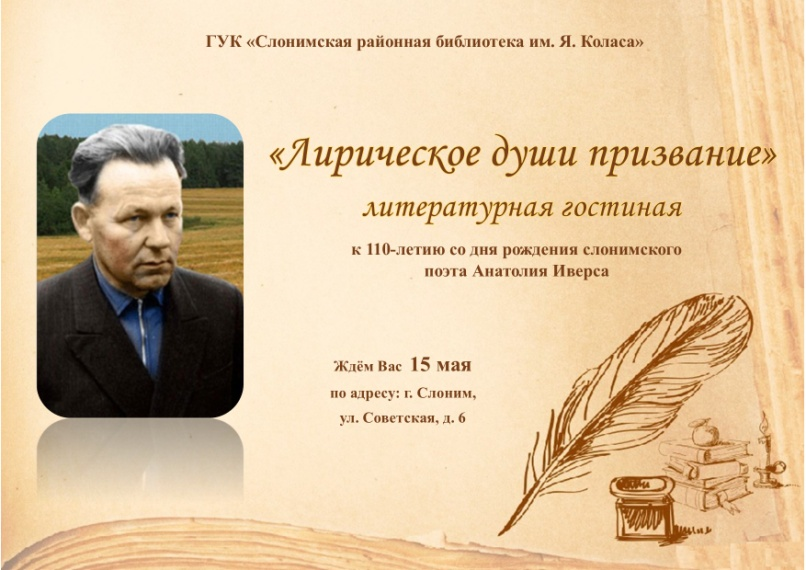 ГУК «Слонимская районная библиотека им. Я. Коласа»
«Лирическое души призвание»
литературная гостиная
к 110-летию со дня рождения слонимского
поэта Анатолия Иверса
Ждём Вас 15 мая
по адресу: г. Слоним,
ул. Советская, д. 6